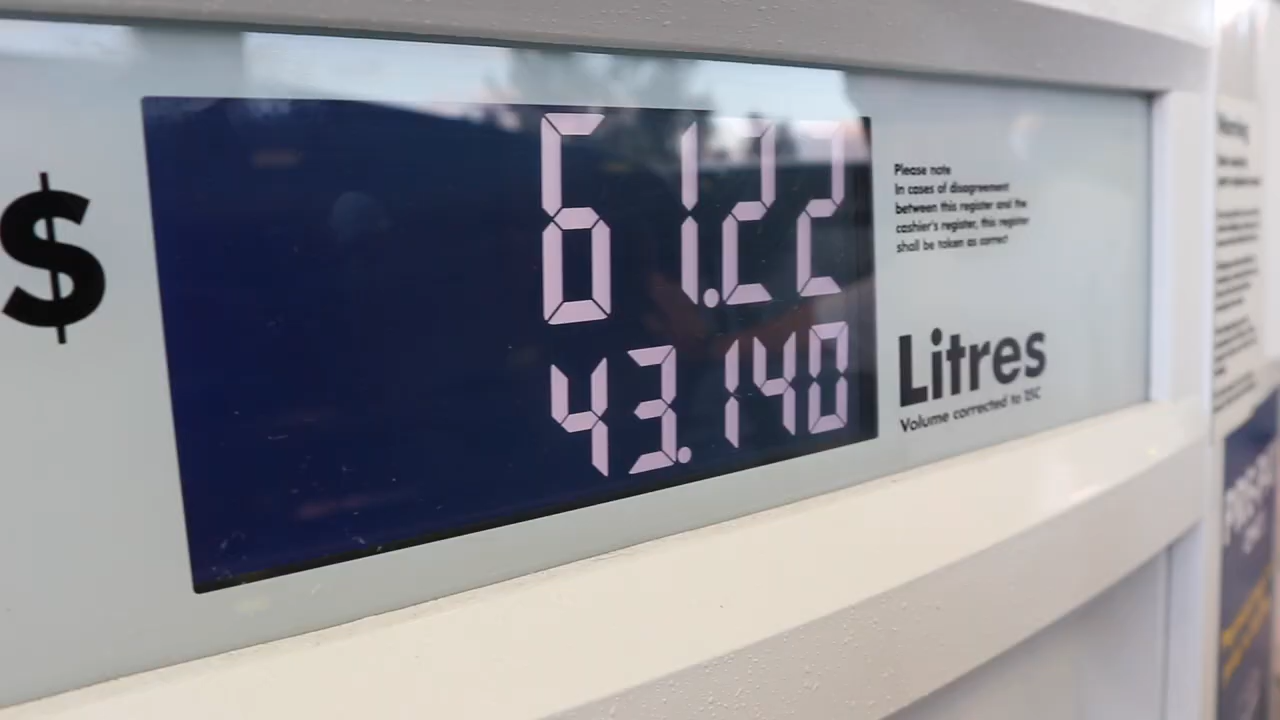 $
61.22
Please note
In cases of disagreement
between this register and the
cashier's register, this register
shall be taken as correct
43.140
Litres
Volume corrected to 15C
Warning